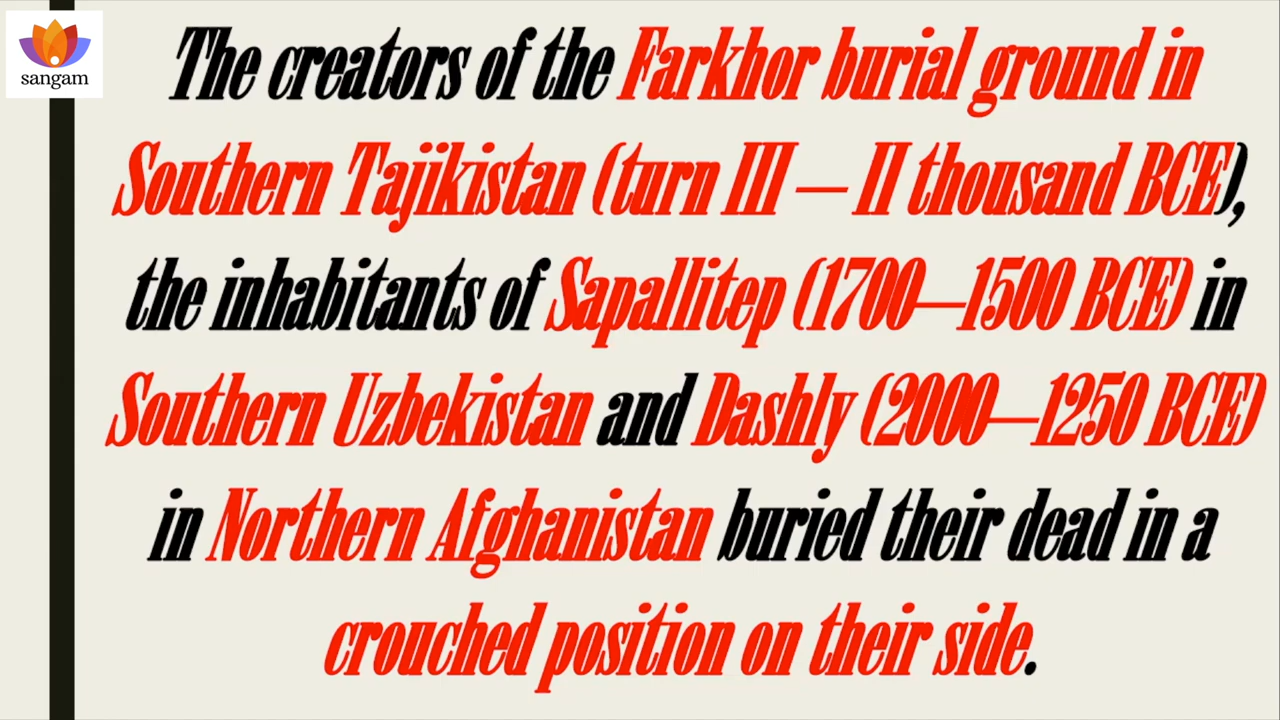 sangam
The creators of the Farkhor burial ground in
Southern Tajikistan (turn III — II thousand BCE),
the inhabitants of Sapallitep (1700—1500 BCE) in
Southern Uzbekistan and Dashly (2000—1250 BCE)
in Northern Afghanistan buried their dead in a
crouched position on their side.